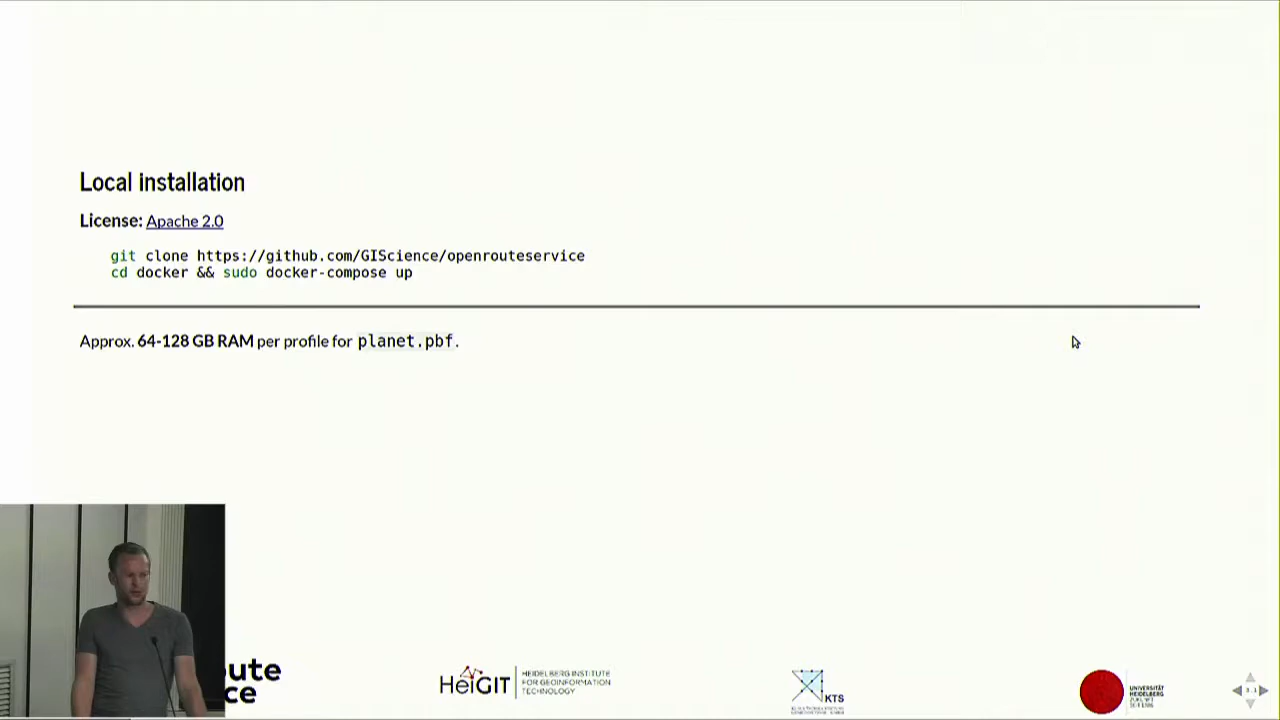 Local installation
License: Apache 2.0
git clone https://github.com/GIScience/openrouteservice
cd docker && sudo docker-compose up
Approx. 64-128 GB RAM per profile for planet.pbf.
ute
ce
HeiGIT
HEIDELBERG INSTITUTE
FOR GEOINFORMATION
TECHNOLOGY
KTS
UNIVERSITÄT
HEIDELBERG